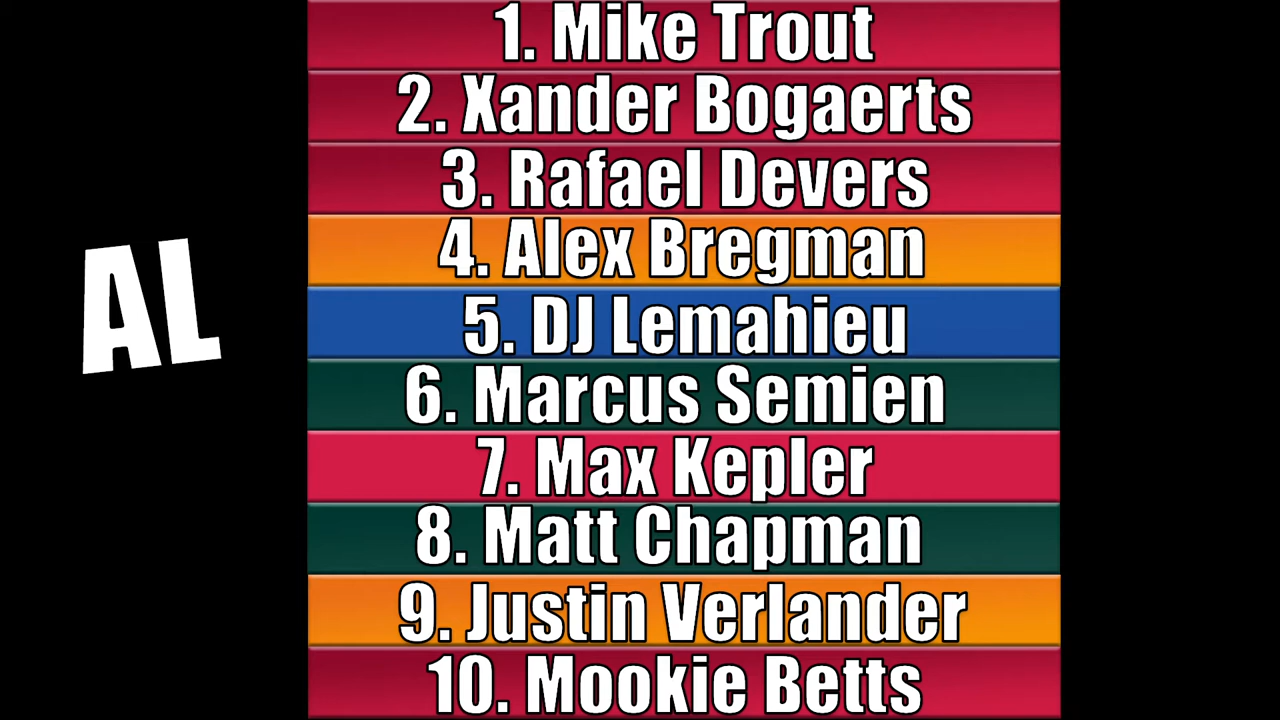 AL
1. Mike Trout
2. Xander Bogaerts
3. Rafael Devers
4. Alex Bregman
5. DJ Lemahieu
6. Marcus Semien
7. Max Kepler
8. Matt Chapman
9. Justin Verlander
10. Mookie Betts